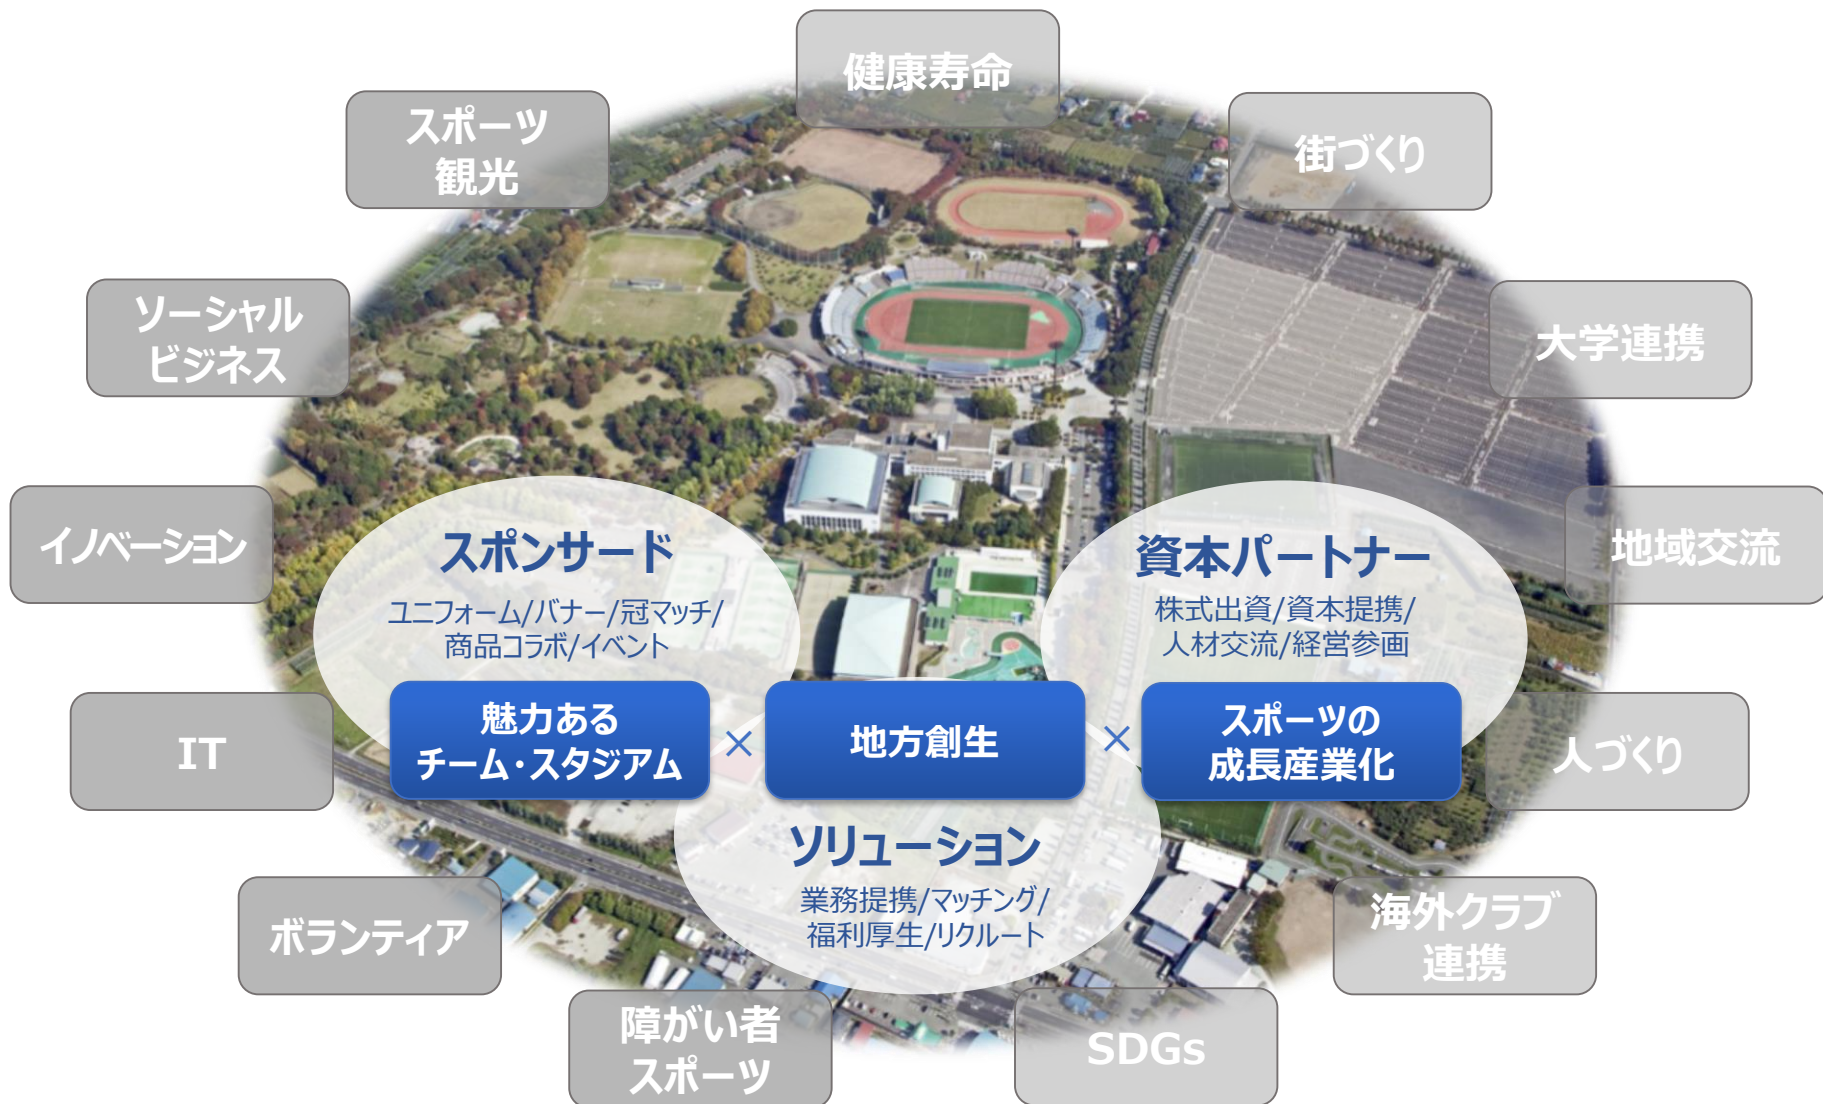 健康寿命
スポーツ
観光
街づくり
ソーシャル
ビジネス
大学連携
イノベーション
スポンサード
ユニフォーム/バナー/冠マッチ/
商品コラボ/イベント
資本パートナー
株式出資/資本提携/
人材交流/経営参画
地域交流
IT
魅力ある
チーム・スタジアム
×
地方創生
×
スポーツの
成長産業化
人づくり
ソリューション
業務提携/マッチング/
福利厚生/リクルート
ボランティア
海外クラブ
連携
障がい者
スポーツ
SDGs